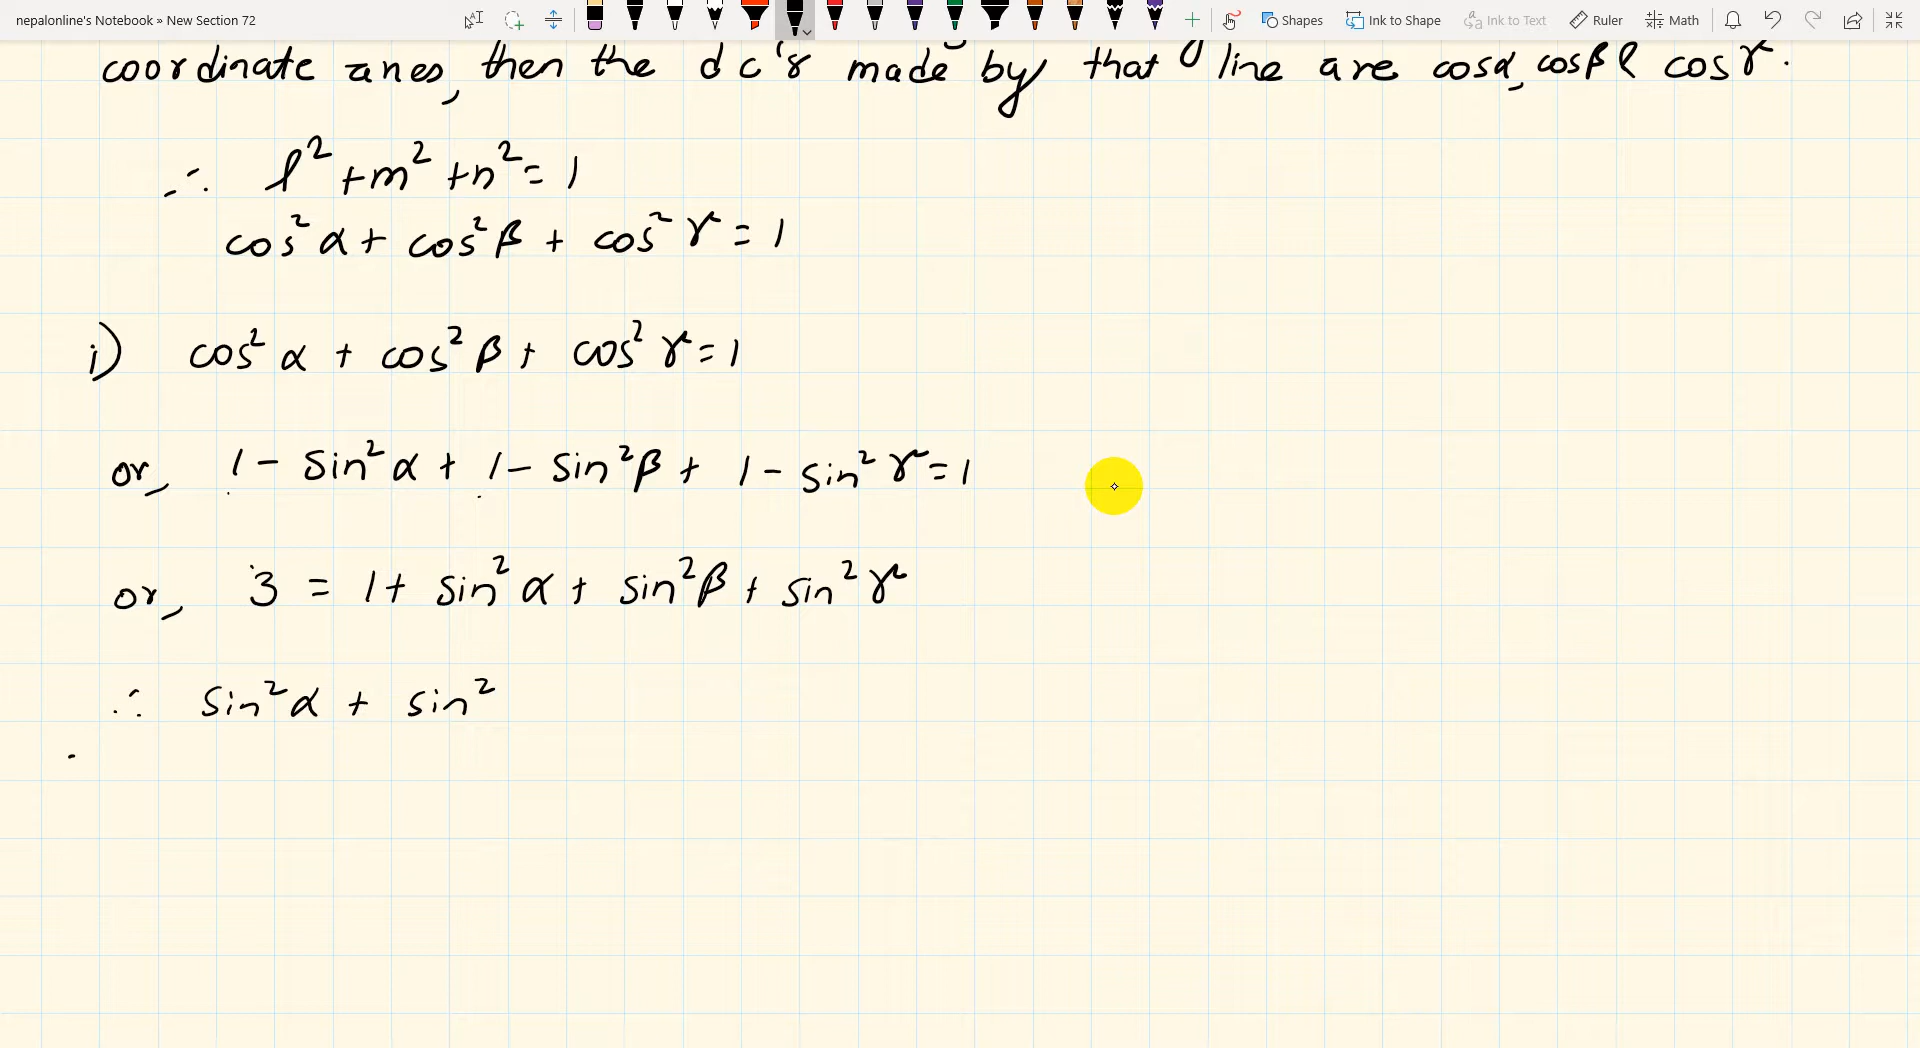 nepalonline's Notebook » New Section 72
Shapes Ink to Shape Ink to Text Ruler Math
coordinate anes, then the dc's made by that line are cosα, cosβ & cosγ.
∴ l² + m² + n² = 1
cos²α + cos²β + cos²γ = 1
i) cos²α + cos²β + cos²γ = 1
or, 1 - sin²α + 1 - sin²β + 1 - sin²γ = 1
or, 3 = 1 + sin²α + sin²β + sin²γ
∴ sin²α + sin²